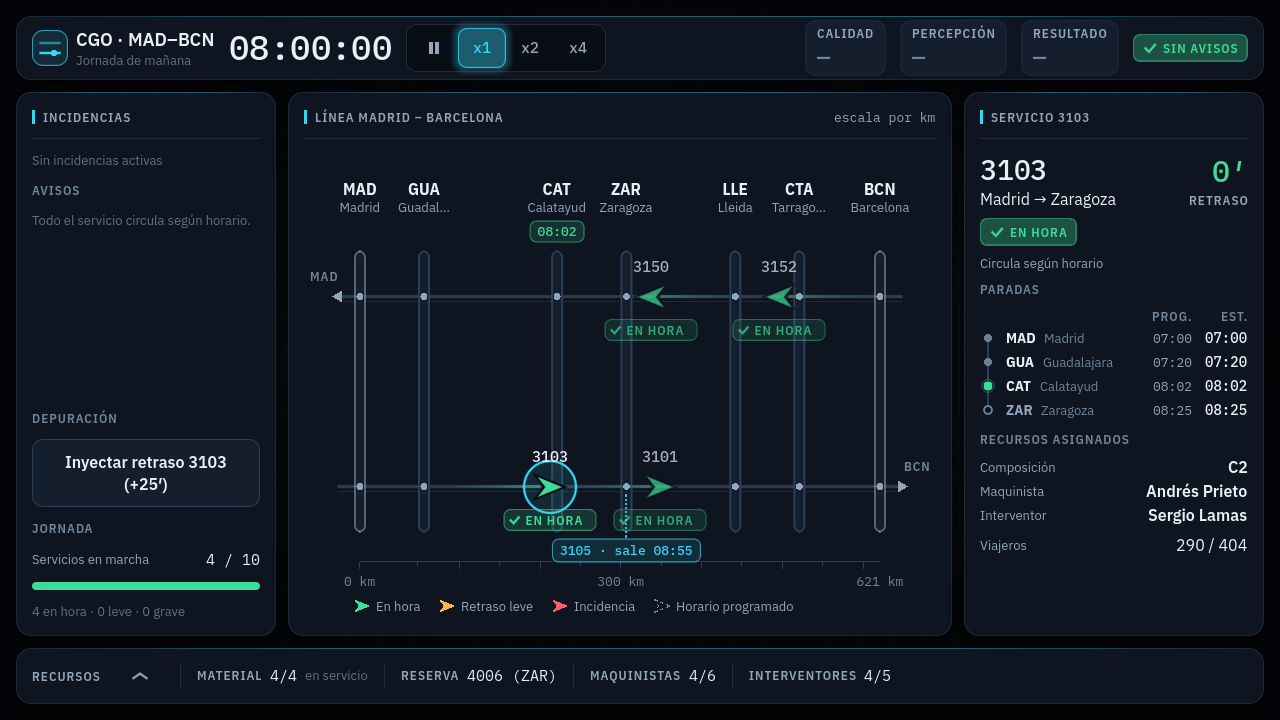 CGO · MAD–BCN
Jornada de mañana
08:00:00
x1 x2 x4
CALIDAD
—
PERCEPCIÓN
—
RESULTADO
—
SIN AVISOS
INCIDENCIAS
Sin incidencias activas
AVISOS
Todo el servicio circula según horario.
DEPURACIÓN
Inyectar retraso 3103
(+25′)
JORNADA
Servicios en marcha 4 / 10
4 en hora · 0 leve · 0 grave
LÍNEA MADRID – BARCELONA
escala por km
MAD GUA CAT ZAR LLE CTA BCN
Madrid Guadal… Calatayud Zaragoza Lleida Tarrago… Barcelona
08:02
MAD
3150 3152
EN HORA EN HORA
3103 3101
BCN
EN HORA EN HORA
3105 · sale 08:55
0 km 300 km 621 km
En hora Retraso leve Incidencia Horario programado
SERVICIO 3103
3103
0′
Madrid → Zaragoza
RETRASO
EN HORA
Circula según horario
PARADAS
PROG. EST.
MAD Madrid 07:00 07:00
GUA Guadalajara 07:20 07:20
CAT Calatayud 08:02 08:02
ZAR Zaragoza 08:25 08:25
RECURSOS ASIGNADOS
Composición C2
Maquinista Andrés Prieto
Interventor Sergio Lamas
Viajeros 290 / 404
RECURSOS
MATERIAL 4/4 en servicio
RESERVA 4006 (ZAR)
MAQUINISTAS 4/6
INTERVENTORES 4/5